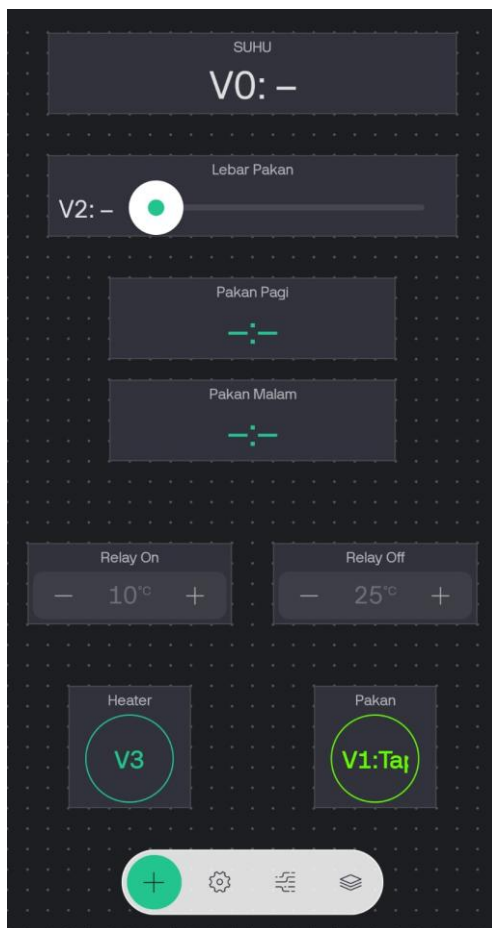 SUHU
V0: –
Lebar Pakan
V2: –
Pakan Pagi
–:–
Pakan Malam
–:–
Relay On
Relay Off
– 10°C +
– 25°C +
Heater
Pakan
V3
V1:Tap